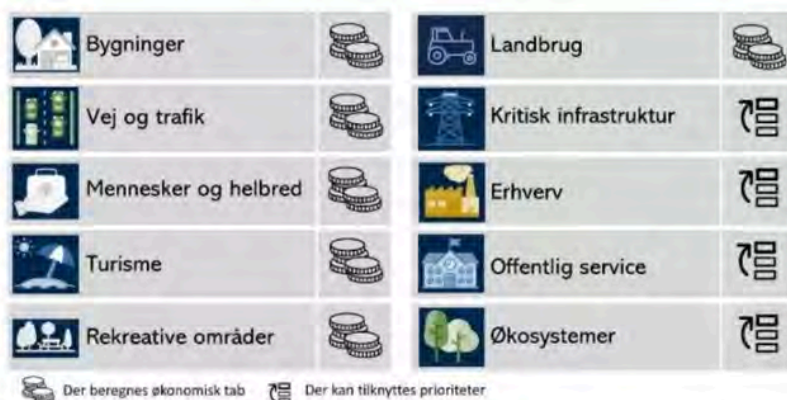 Bygninger
Vej og trafik
Mennesker og helbred
Turisme
Rekreative områder
Landbrug
Kritisk infrastruktur
Erhverv
Offentlig service
Økosystemer
Der beregnes økonomisk tab
Der kan tilknyttes prioriteter